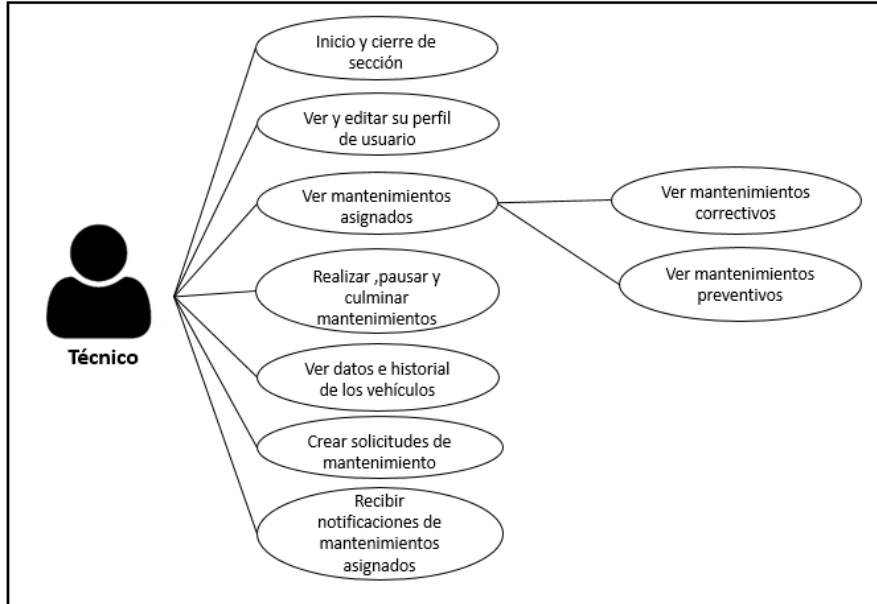 Inicio y cierre de
sección
Ver y editar su perfil
de usuario
Ver mantenimientos
asignados
Ver mantenimientos
correctivos
Ver mantenimientos
preventivos
Realizar ,pausar y
culminar
mantenimientos
Técnico
Ver datos e historial
de los vehículos
Crear solicitudes de
mantenimiento
Recibir
notificaciones de
mantenimientos
asignados